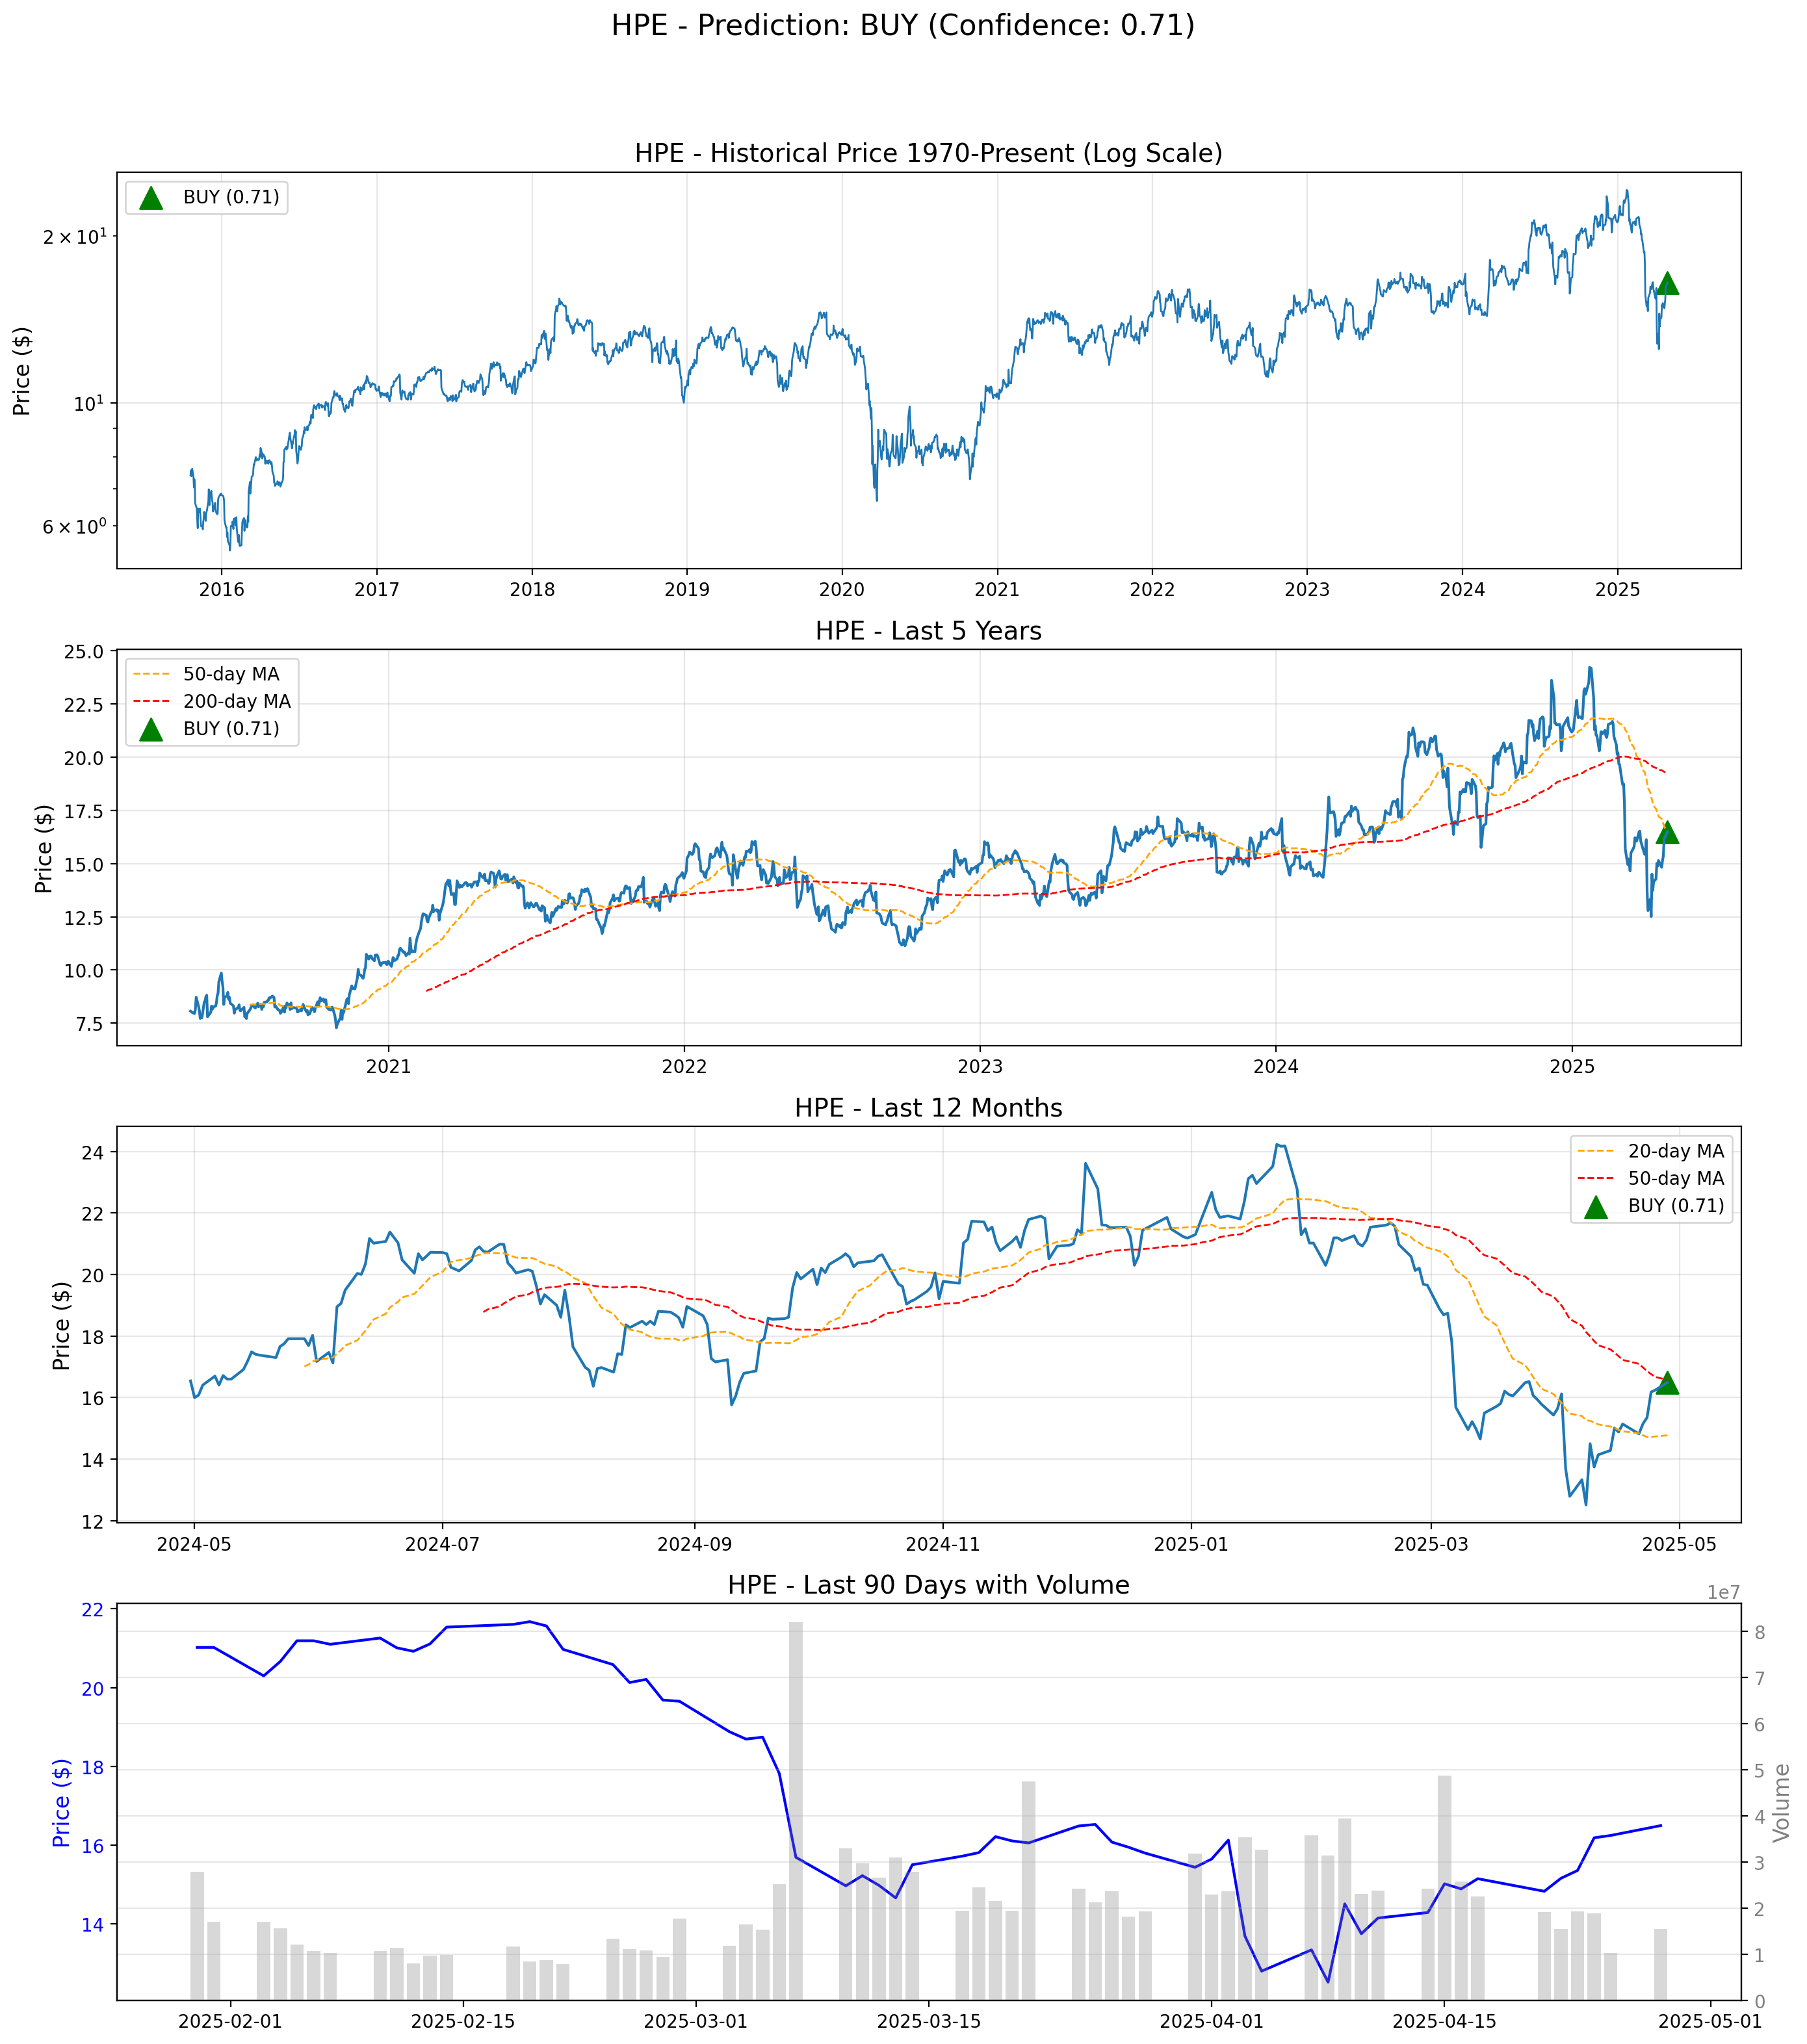 HPE - Prediction: BUY (Confidence: 0.71)
HPE - Historical Price 1970-Present (Log Scale)
BUY (0.71)
Price ($)
2 × 10¹
10¹
6 × 10⁰
2016 2017 2018 2019 2020 2021 2022 2023 2024 2025
HPE - Last 5 Years
50-day MA
200-day MA
BUY (0.71)
Price ($)
25.0
22.5
20.0
17.5
15.0
12.5
10.0
7.5
2021 2022 2023 2024 2025
HPE - Last 12 Months
20-day MA
50-day MA
BUY (0.71)
Price ($)
24
22
20
18
16
14
12
2024-05 2024-07 2024-09 2024-11 2025-01 2025-03 2025-05
HPE - Last 90 Days with Volume
1e7
Price ($)
22
20
18
16
14
8
7
6
5
4
3
2
1
0
Volume
2025-02-01 2025-02-15 2025-03-01 2025-03-15 2025-04-01 2025-04-15 2025-05-01